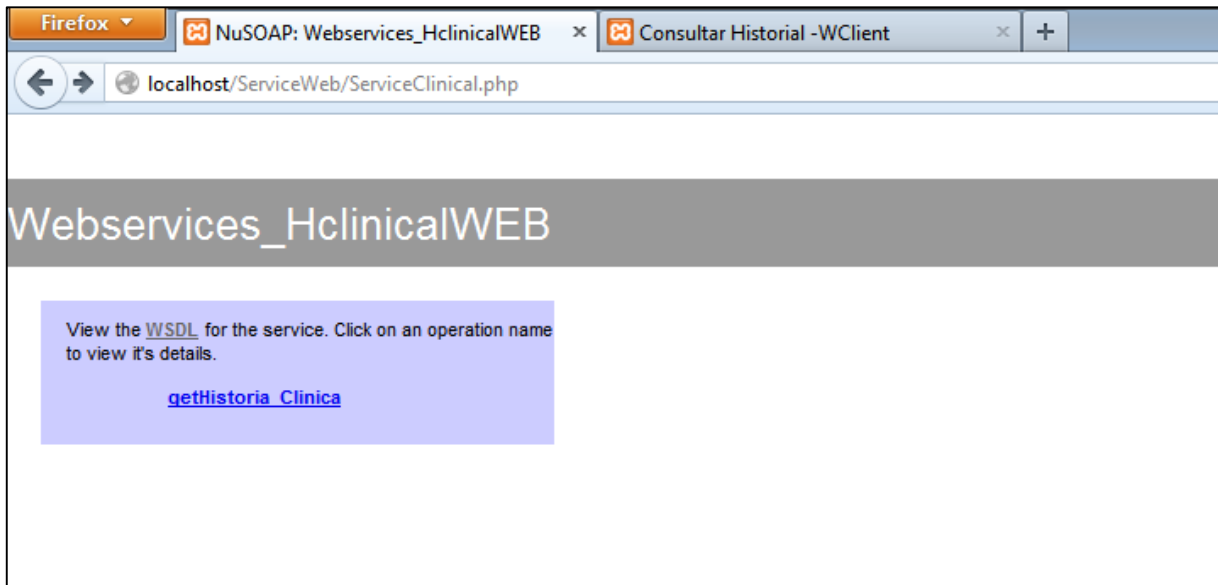 Firefox
NuSOAP: Webservices_HclinicalWEB × Consultar Historial -WClient × +
localhost/ServiceWeb/ServiceClinical.php
Webservices_HclinicalWEB
View the WSDL for the service. Click on an operation name
to view it's details.
getHistoria_Clinica